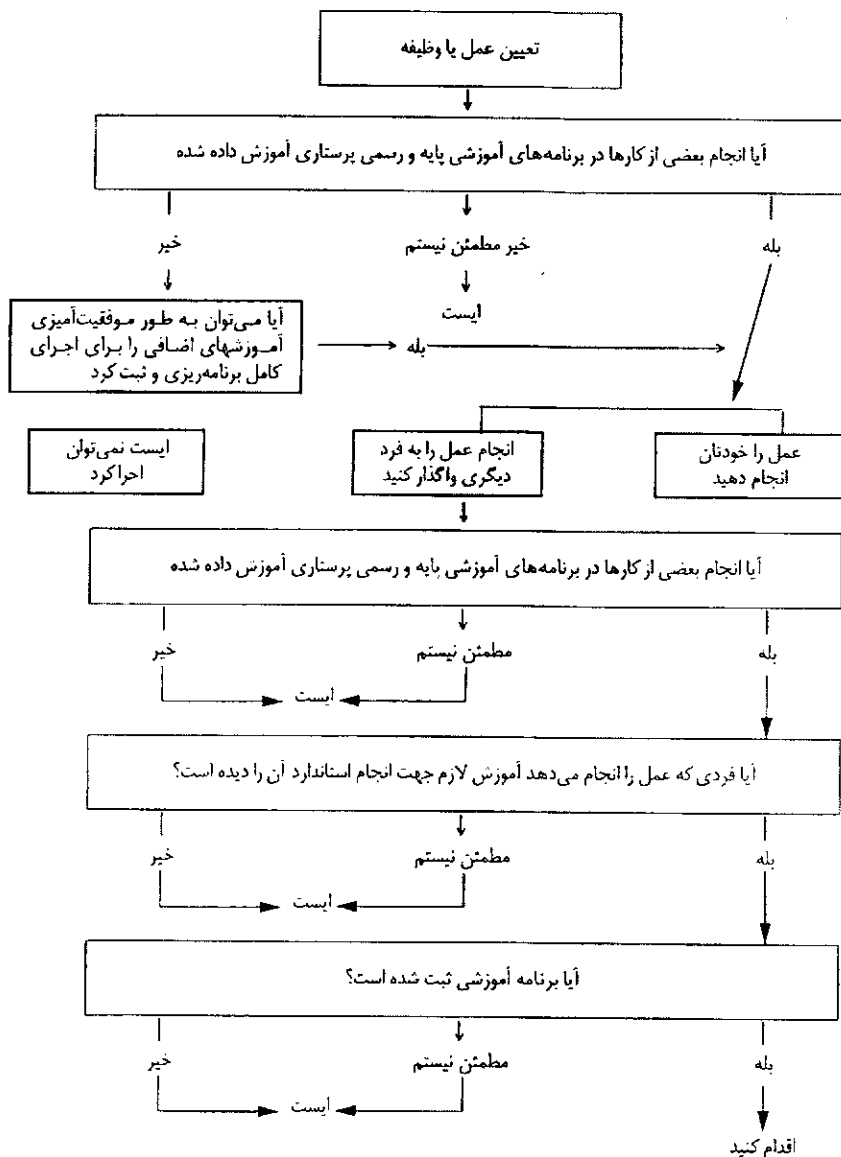 تعیین عمل یا وظیفه
آیا انجام بعضی از کارها در برنامه‌های آموزشی پایه و رسمی پرستاری آموزش داده شده
بله
خیر مطمئن نیستم
خیر
ایست
آیا می‌توان به طور موفقیت‌آمیزی
آموزشهای اضافی را برای اجرای
کامل برنامه‌ریزی و ثبت کرد
بله
عمل را خودتان
انجام دهید
انجام عمل را به فرد
دیگری واگذار کنید
ایست نمی‌توان
احرا کرد
آیا انجام بعضی از کارها در برنامه‌های آموزشی پایه و رسمی پرستاری آموزش داده شده
بله
مطمئن نیستم
خیر
ایست
آیا فردی که عمل را انجام می‌دهد آموزش لازم جهت انجام استاندارد آن را دیده است؟
بله
مطمئن نیستم
خیر
ایست
آیا برنامه آموزشی ثبت شده است؟
بله
مطمئن نیستم
خیر
ایست
اقدام کنید